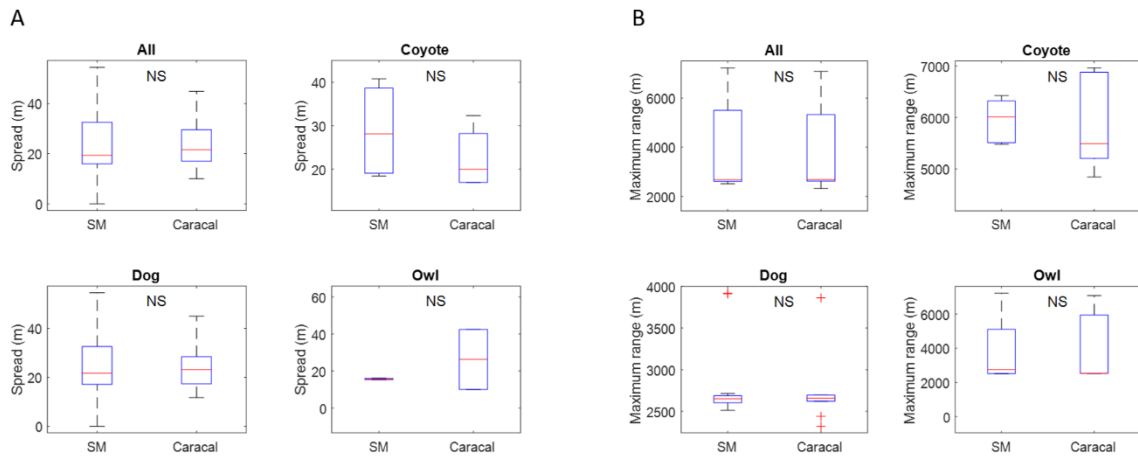 A
B
All
Spread (m)
40
20
0
NS
SM
Caracal
Coyote
Spread (m)
40
30
20
NS
SM
Caracal
All
Maximum range (m)
6000
4000
2000
NS
SM
Caracal
Coyote
Maximum range (m)
7000
6000
5000
NS
SM
Caracal
Dog
Spread (m)
40
20
0
NS
SM
Caracal
Owl
Spread (m)
60
40
20
0
NS
SM
Caracal
Dog
Maximum range (m)
4000
3500
3000
2500
NS
SM
Caracal
Owl
Maximum range (m)
6000
4000
2000
0
NS
SM
Caracal